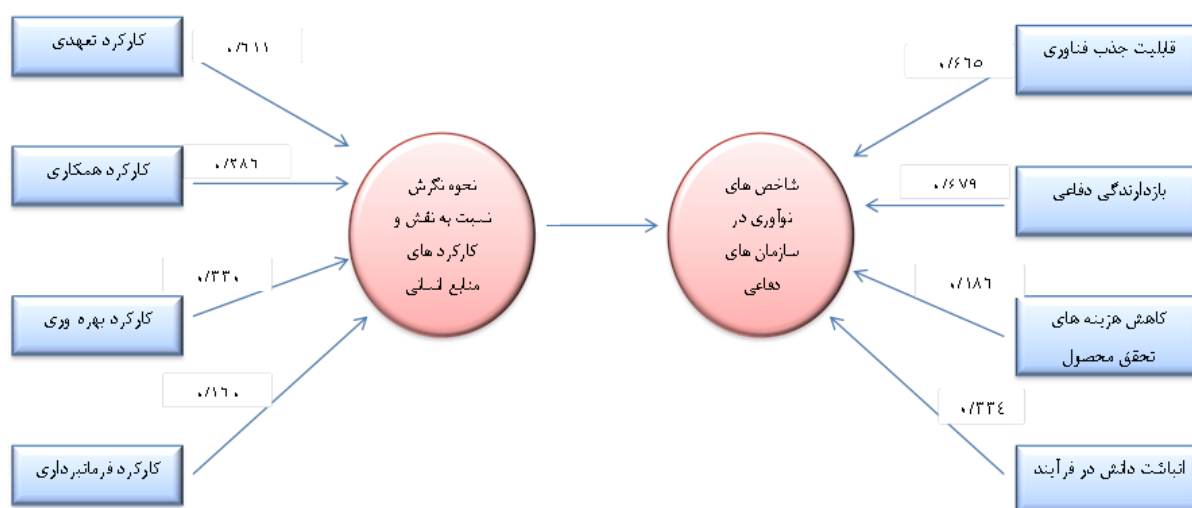 کارکرد تعهدی
۰/۶۱۱
کارکرد همکاری
۰/۲۸۶
کارکرد بهره وری
۰/۳۳۰
کارکرد فرمانبرداری
۰/۱۶۰
نحوه نگرش
نسبت به نقش و
کارکرد های
منابع انسانی
شاخص های
نوآوری در
سازمان های
دفاعی
قابلیت جذب فناوری
۰/۴۶۵
بازدارندگی دفاعی
۰/۴۷۹
کاهش هزینه های
تحقق محصول
۰/۱۸۶
انباشت دانش در فرآیند
۰/۳۳۴